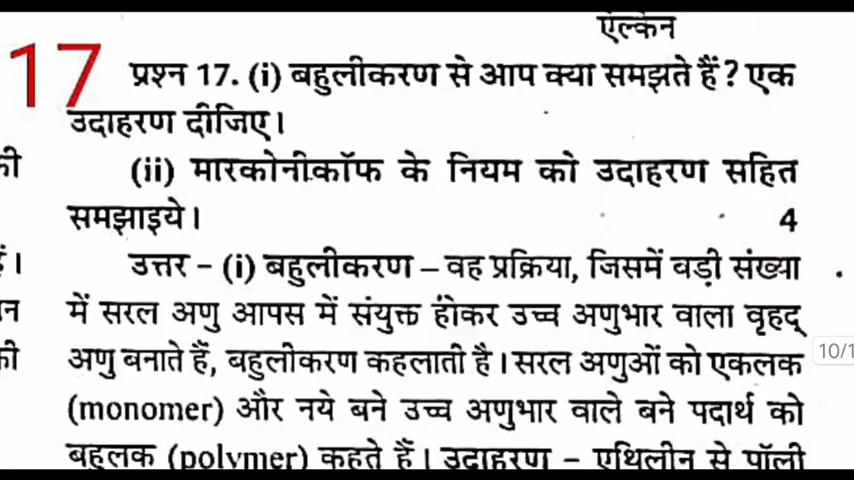 ऐल्केन
17
प्रश्न 17. (i) बहुलीकरण से आप क्या समझते हैं? एक
उदाहरण दीजिए।
की
(ii) मारकोनीकॉफ के नियम को उदाहरण सहित
समझाइये। 4
हैं।
उत्तर – (i) बहुलीकरण – वह प्रक्रिया, जिसमें बड़ी संख्या
में सरल अणु आपस में संयुक्त होकर उच्च अणुभार वाला वृहद्
की
अणु बनाते हैं, बहुलीकरण कहलाती है। सरल अणुओं को एकलक
10/1
(monomer) और नये बने उच्च अणुभार वाले बने पदार्थ को
बहुलक (polymer) कहते हैं। उदाहरण – एथिलीन से पॉली